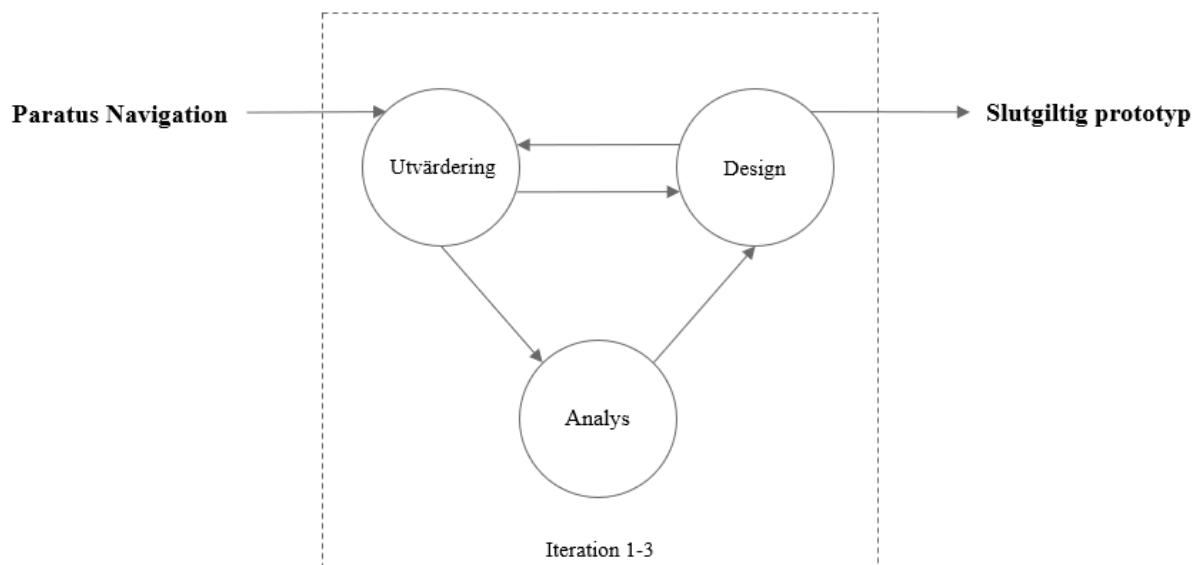 Paratus Navigation
Slutgiltig prototyp
Utvärdering
Design
Analys
Iteration 1-3